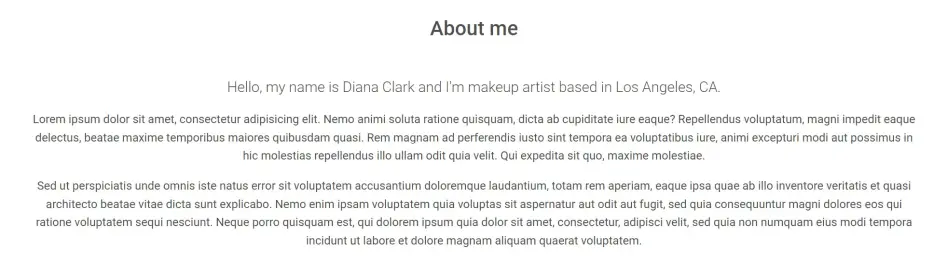 About me
Hello, my name is Diana Clark and I'm makeup artist based in Los Angeles, CA.
Lorem ipsum dolor sit amet, consectetur adipisicing elit. Nemo animi soluta ratione quisquam, dicta ab cupiditate iure eaque? Repellendus voluptatum, magni impedit eaque
delectus, beatae maxime temporibus maiores quibusdam quasi. Rem magnam ad perferendis iusto sint tempora ea voluptatibus iure, animi excepturi modi aut possimus in
hic molestias repellendus illo ullam odit quia velit. Qui expedita sit quo, maxime molestiae.
Sed ut perspiciatis unde omnis iste natus error sit voluptatem accusantium doloremque laudantium, totam rem aperiam, eaque ipsa quae ab illo inventore veritatis et quasi
architecto beatae vitae dicta sunt explicabo. Nemo enim ipsam voluptatem quia voluptas sit aspernatur aut odit aut fugit, sed quia consequuntur magni dolores eos qui
ratione voluptatem sequi nesciunt. Neque porro quisquam est, qui dolorem ipsum quia dolor sit amet, consectetur, adipisci velit, sed quia non numquam eius modi tempora
incidunt ut labore et dolore magnam aliquam quaerat voluptatem.